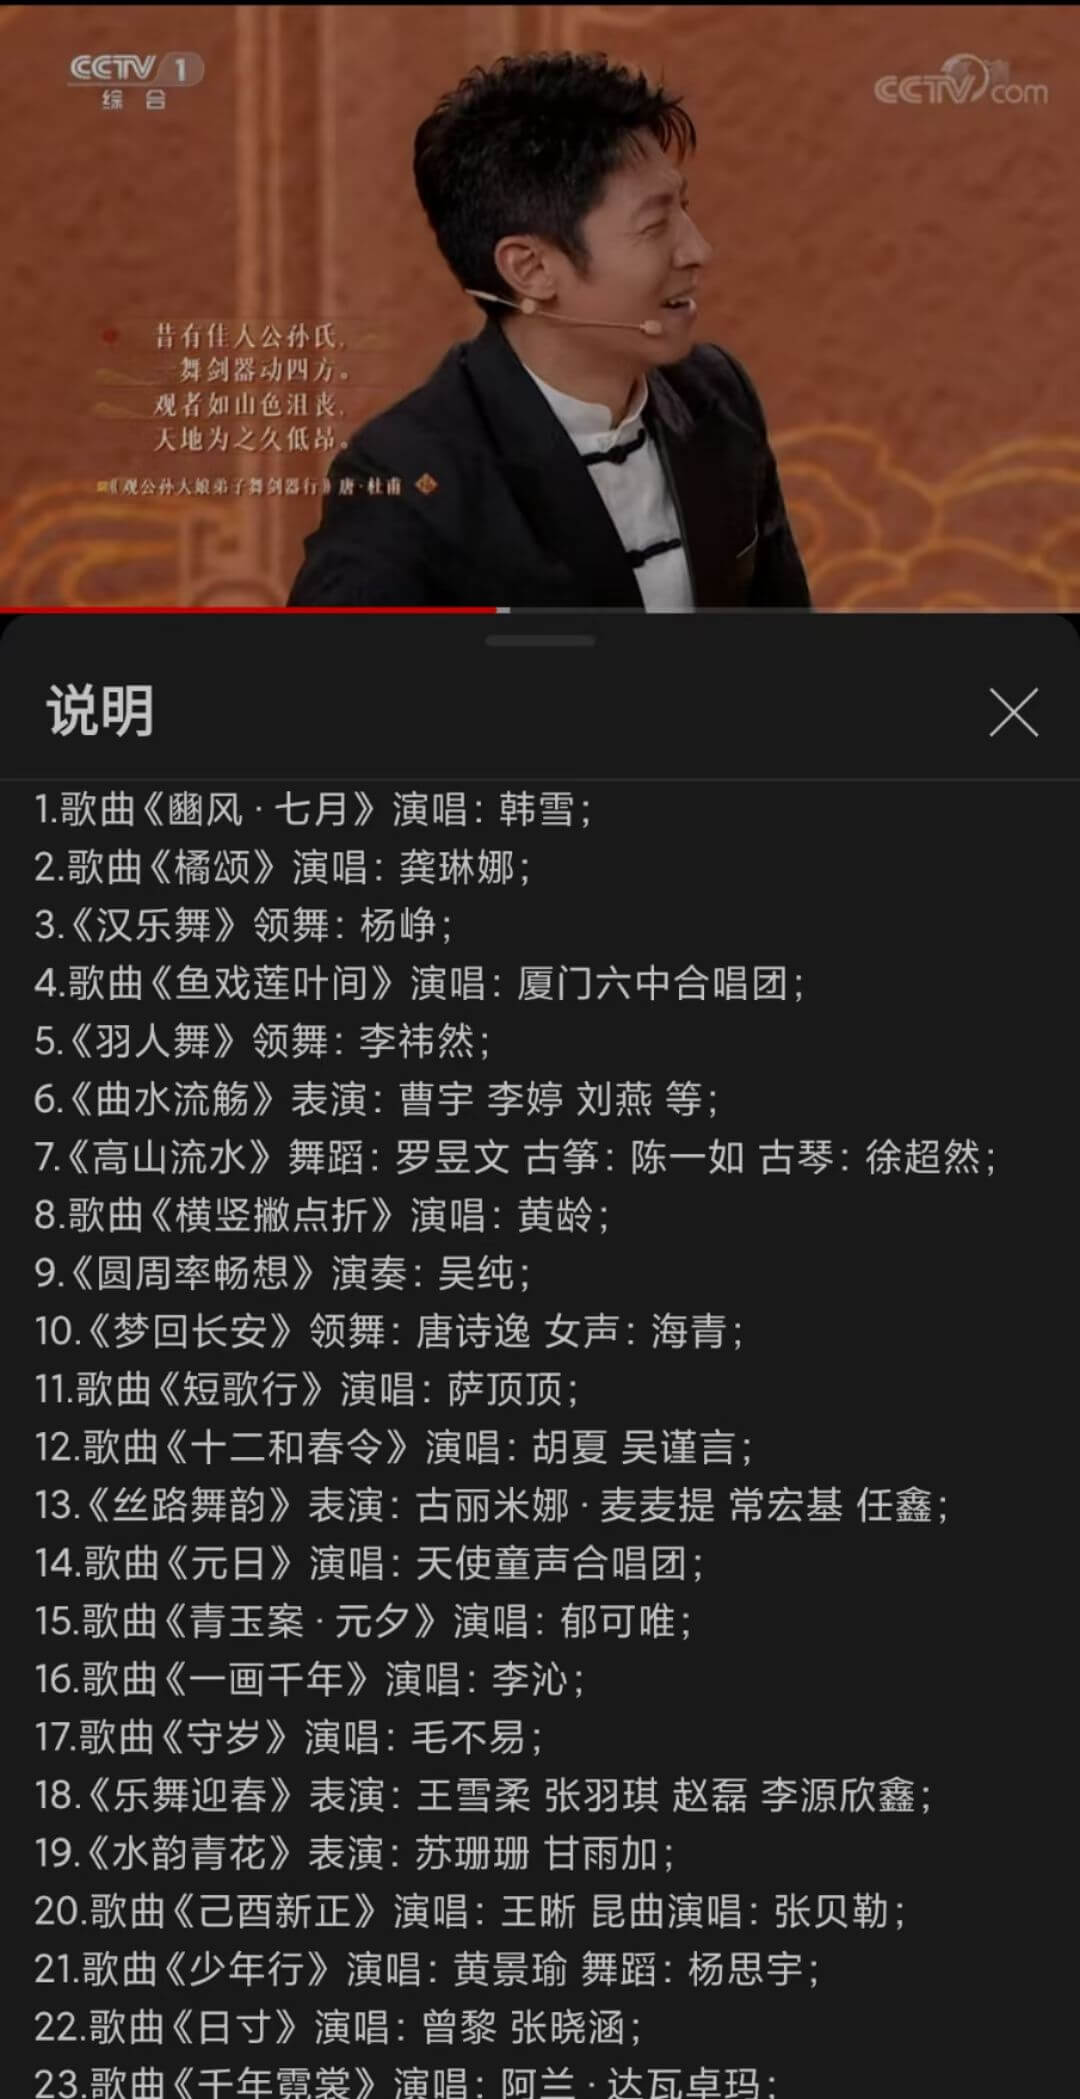 CCTV 1
综合
CCTV.com
昔有佳人公孙氏，
一舞剑器动四方。
观者如山色沮丧，
天地为之久低昂。
《观公孙大娘弟子舞剑器行》唐·杜甫
说明
1.歌曲《豳风·七月》演唱：韩雪；
2.歌曲《橘颂》演唱：龚琳娜；
3.《汉乐舞》领舞：杨峥；
4.歌曲《鱼戏莲叶间》演唱：厦门六中合唱团；
5.《羽人舞》领舞：李祎然；
6.《曲水流觞》表演：曹宇 李婷 刘燕 等；
7.《高山流水》舞蹈：罗昱文 古筝：陈一如 古琴：徐超然；
8.歌曲《横竖撇点折》演唱：黄龄；
9.《圆周率畅想》演奏：吴纯；
10.《梦回长安》领舞：唐诗逸 女声：海青；
11.歌曲《短歌行》演唱：萨顶顶；
12.歌曲《十二和春令》演唱：胡夏 吴谨言；
13.《丝路舞韵》表演：古丽米娜·麦麦提 常宏基 任鑫；
14.歌曲《元日》演唱：天使童声合唱团；
15.歌曲《青玉案·元夕》演唱：郁可唯；
16.歌曲《一画千年》演唱：李沁；
17.歌曲《守岁》演唱：毛不易；
18.《乐舞迎春》表演：王雪柔 张羽琪 赵磊 李源欣鑫；
19.《水韵青花》表演：苏珊珊 甘雨加；
20.歌曲《己酉新正》演唱：王晰 昆曲演唱：张贝勒；
21.歌曲《少年行》演唱：黄景瑜 舞蹈：杨思宇；
22.歌曲《日寸》演唱：曾黎 张晓涵；
23.歌曲《千年霓裳》演唱：阿兰·达瓦卓玛；